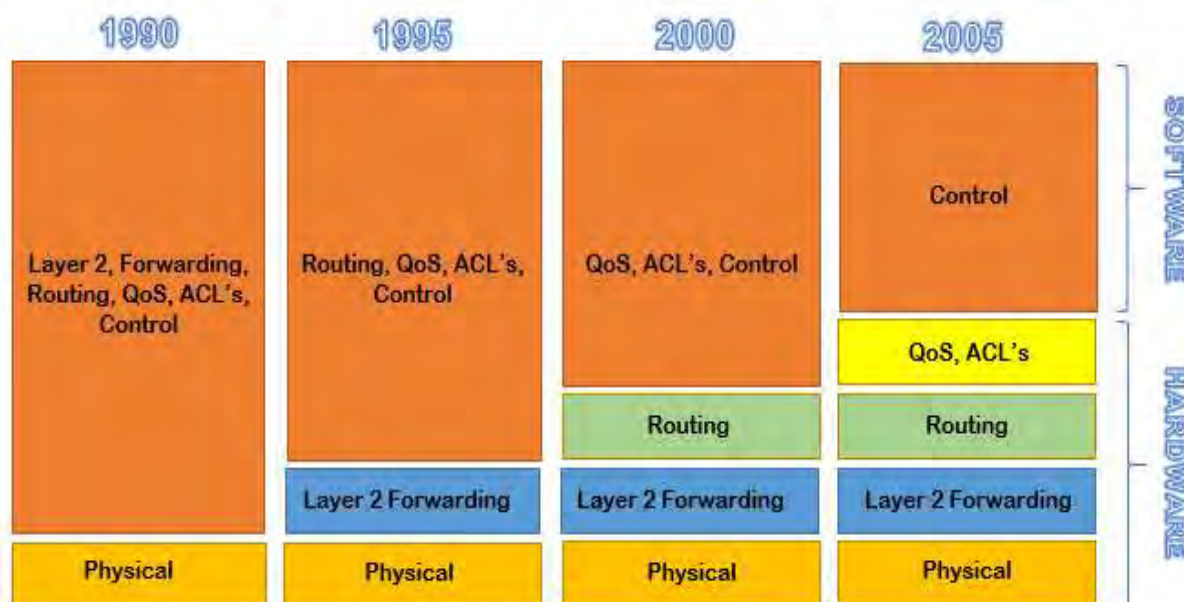 1990
1995
2000
2005
Layer 2, Forwarding,
Routing, QoS, ACL's,
Control
Physical
Routing, QoS, ACL's,
Control
Layer 2 Forwarding
Physical
QoS, ACL's, Control
Routing
Layer 2 Forwarding
Physical
Control
QoS, ACL's
Routing
Layer 2 Forwarding
Physical
SOFTWARE
HARDWARE